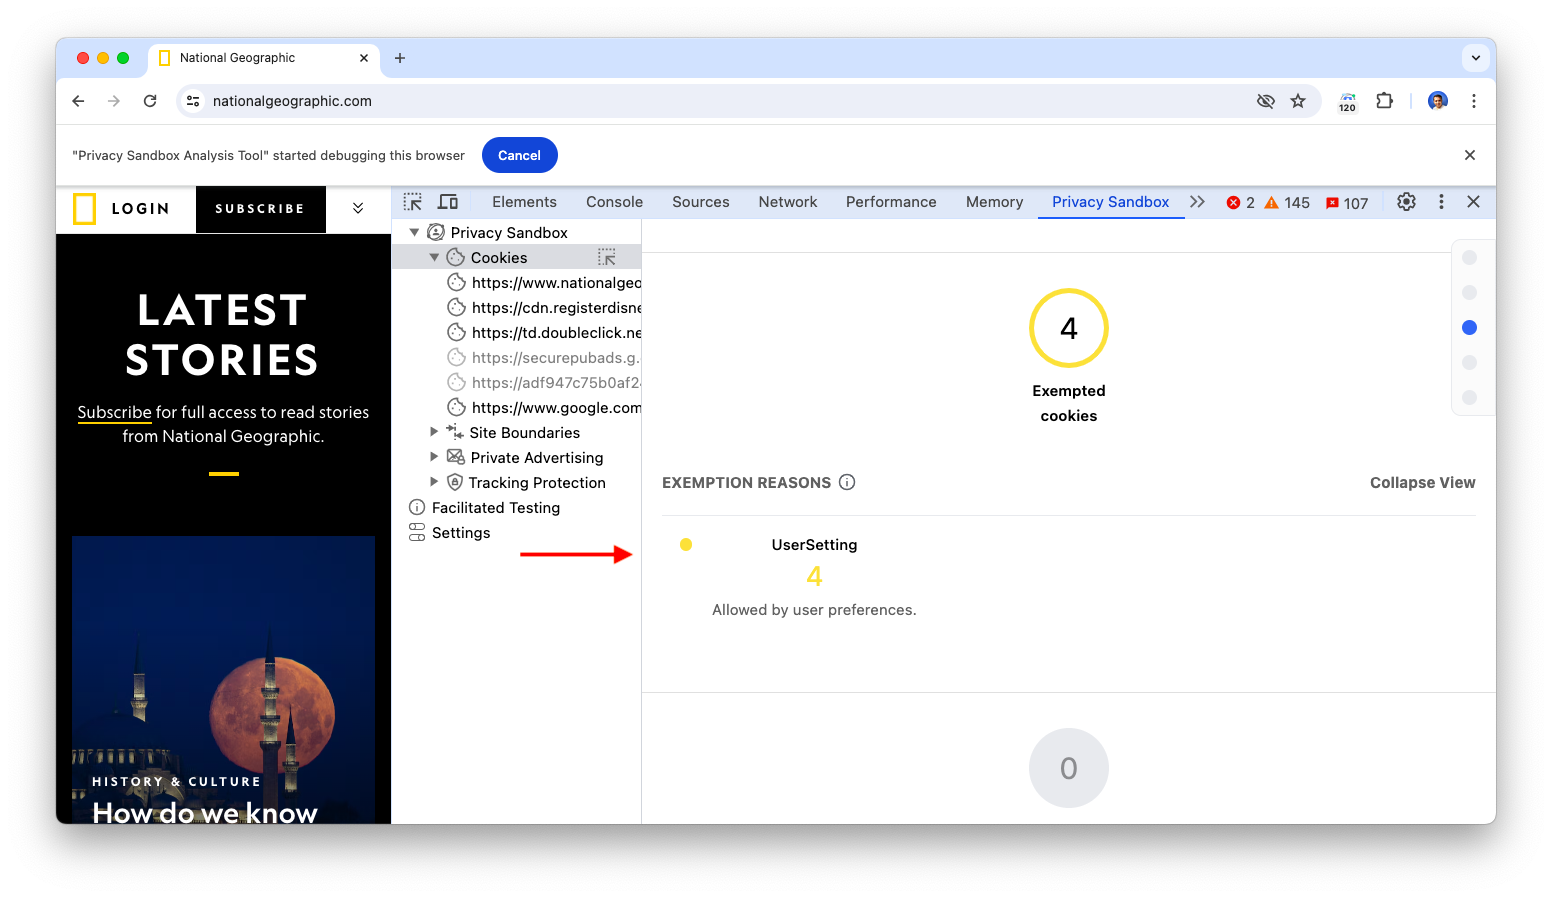 National Geographic
nationalgeographic.com
120
"Privacy Sandbox Analysis Tool" started debugging this browser
Cancel
LOGIN
SUBSCRIBE
Elements
Console
Sources
Network
Performance
Memory
Privacy Sandbox
2
145
107
LATEST
STORIES
Subscribe for full access to read stories
from National Geographic.
HISTORY & CULTURE
How do we know
Privacy Sandbox
Cookies
https://www.nationalgeo
https://cdn.registerdisne
https://td.doubleclick.ne
https://securepubads.g.
https://adf947c75b0af24
https://www.google.com
Site Boundaries
Private Advertising
Tracking Protection
Facilitated Testing
Settings
4
Exempted
cookies
EXEMPTION REASONS
Collapse View
UserSetting
4
Allowed by user preferences.
0